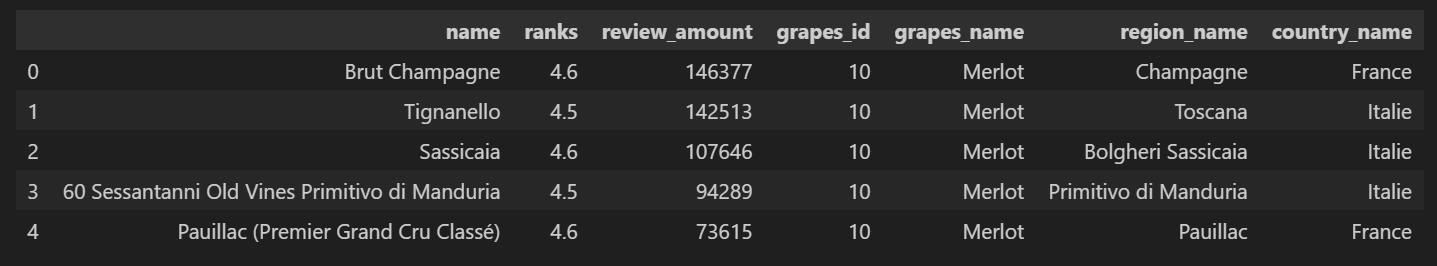 name ranks review_amount grapes_id grapes_name region_name country_name
0 Brut Champagne 4.6 146377 10 Merlot Champagne France
1 Tignanello 4.5 142513 10 Merlot Toscana Italie
2 Sassicaia 4.6 107646 10 Merlot Bolgheri Sassicaia Italie
3 60 Sessantanni Old Vines Primitivo di Manduria 4.5 94289 10 Merlot Primitivo di Manduria Italie
4 Pauillac (Premier Grand Cru Classé) 4.6 73615 10 Merlot Pauillac France